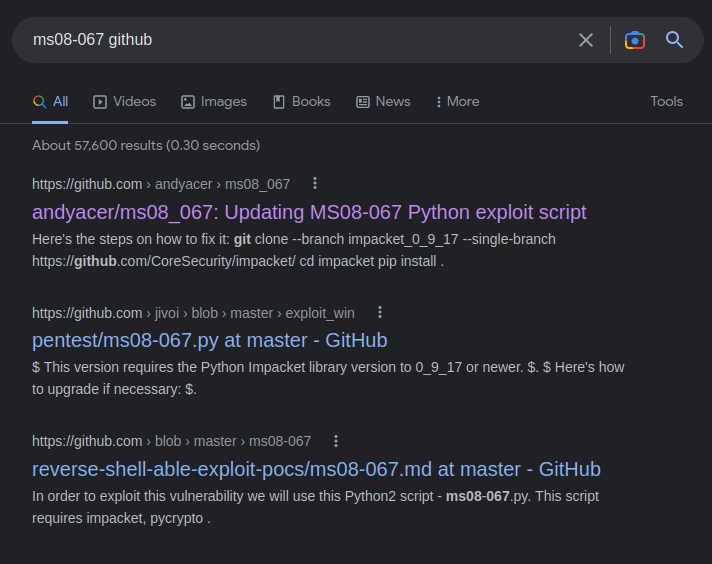 ms08-067 github
All Videos Images Books News More Tools
About 57,600 results (0.30 seconds)
https://github.com › andyacer › ms08_067
andyacer/ms08_067: Updating MS08-067 Python exploit script
Here's the steps on how to fix it: git clone --branch impacket_0_9_17 --single-branch
https://github.com/CoreSecurity/impacket/ cd impacket pip install .
https://github.com › jivoi › blob › master › exploit_win
pentest/ms08-067.py at master - GitHub
$ This version requires the Python Impacket library version to 0_9_17 or newer. $. $ Here's how
to upgrade if necessary: $.
https://github.com › blob › master › ms08-067
reverse-shell-able-exploit-pocs/ms08-067.md at master - GitHub
In order to exploit this vulnerability we will use this Python2 script - ms08-067.py. This script
requires impacket, pycrypto .